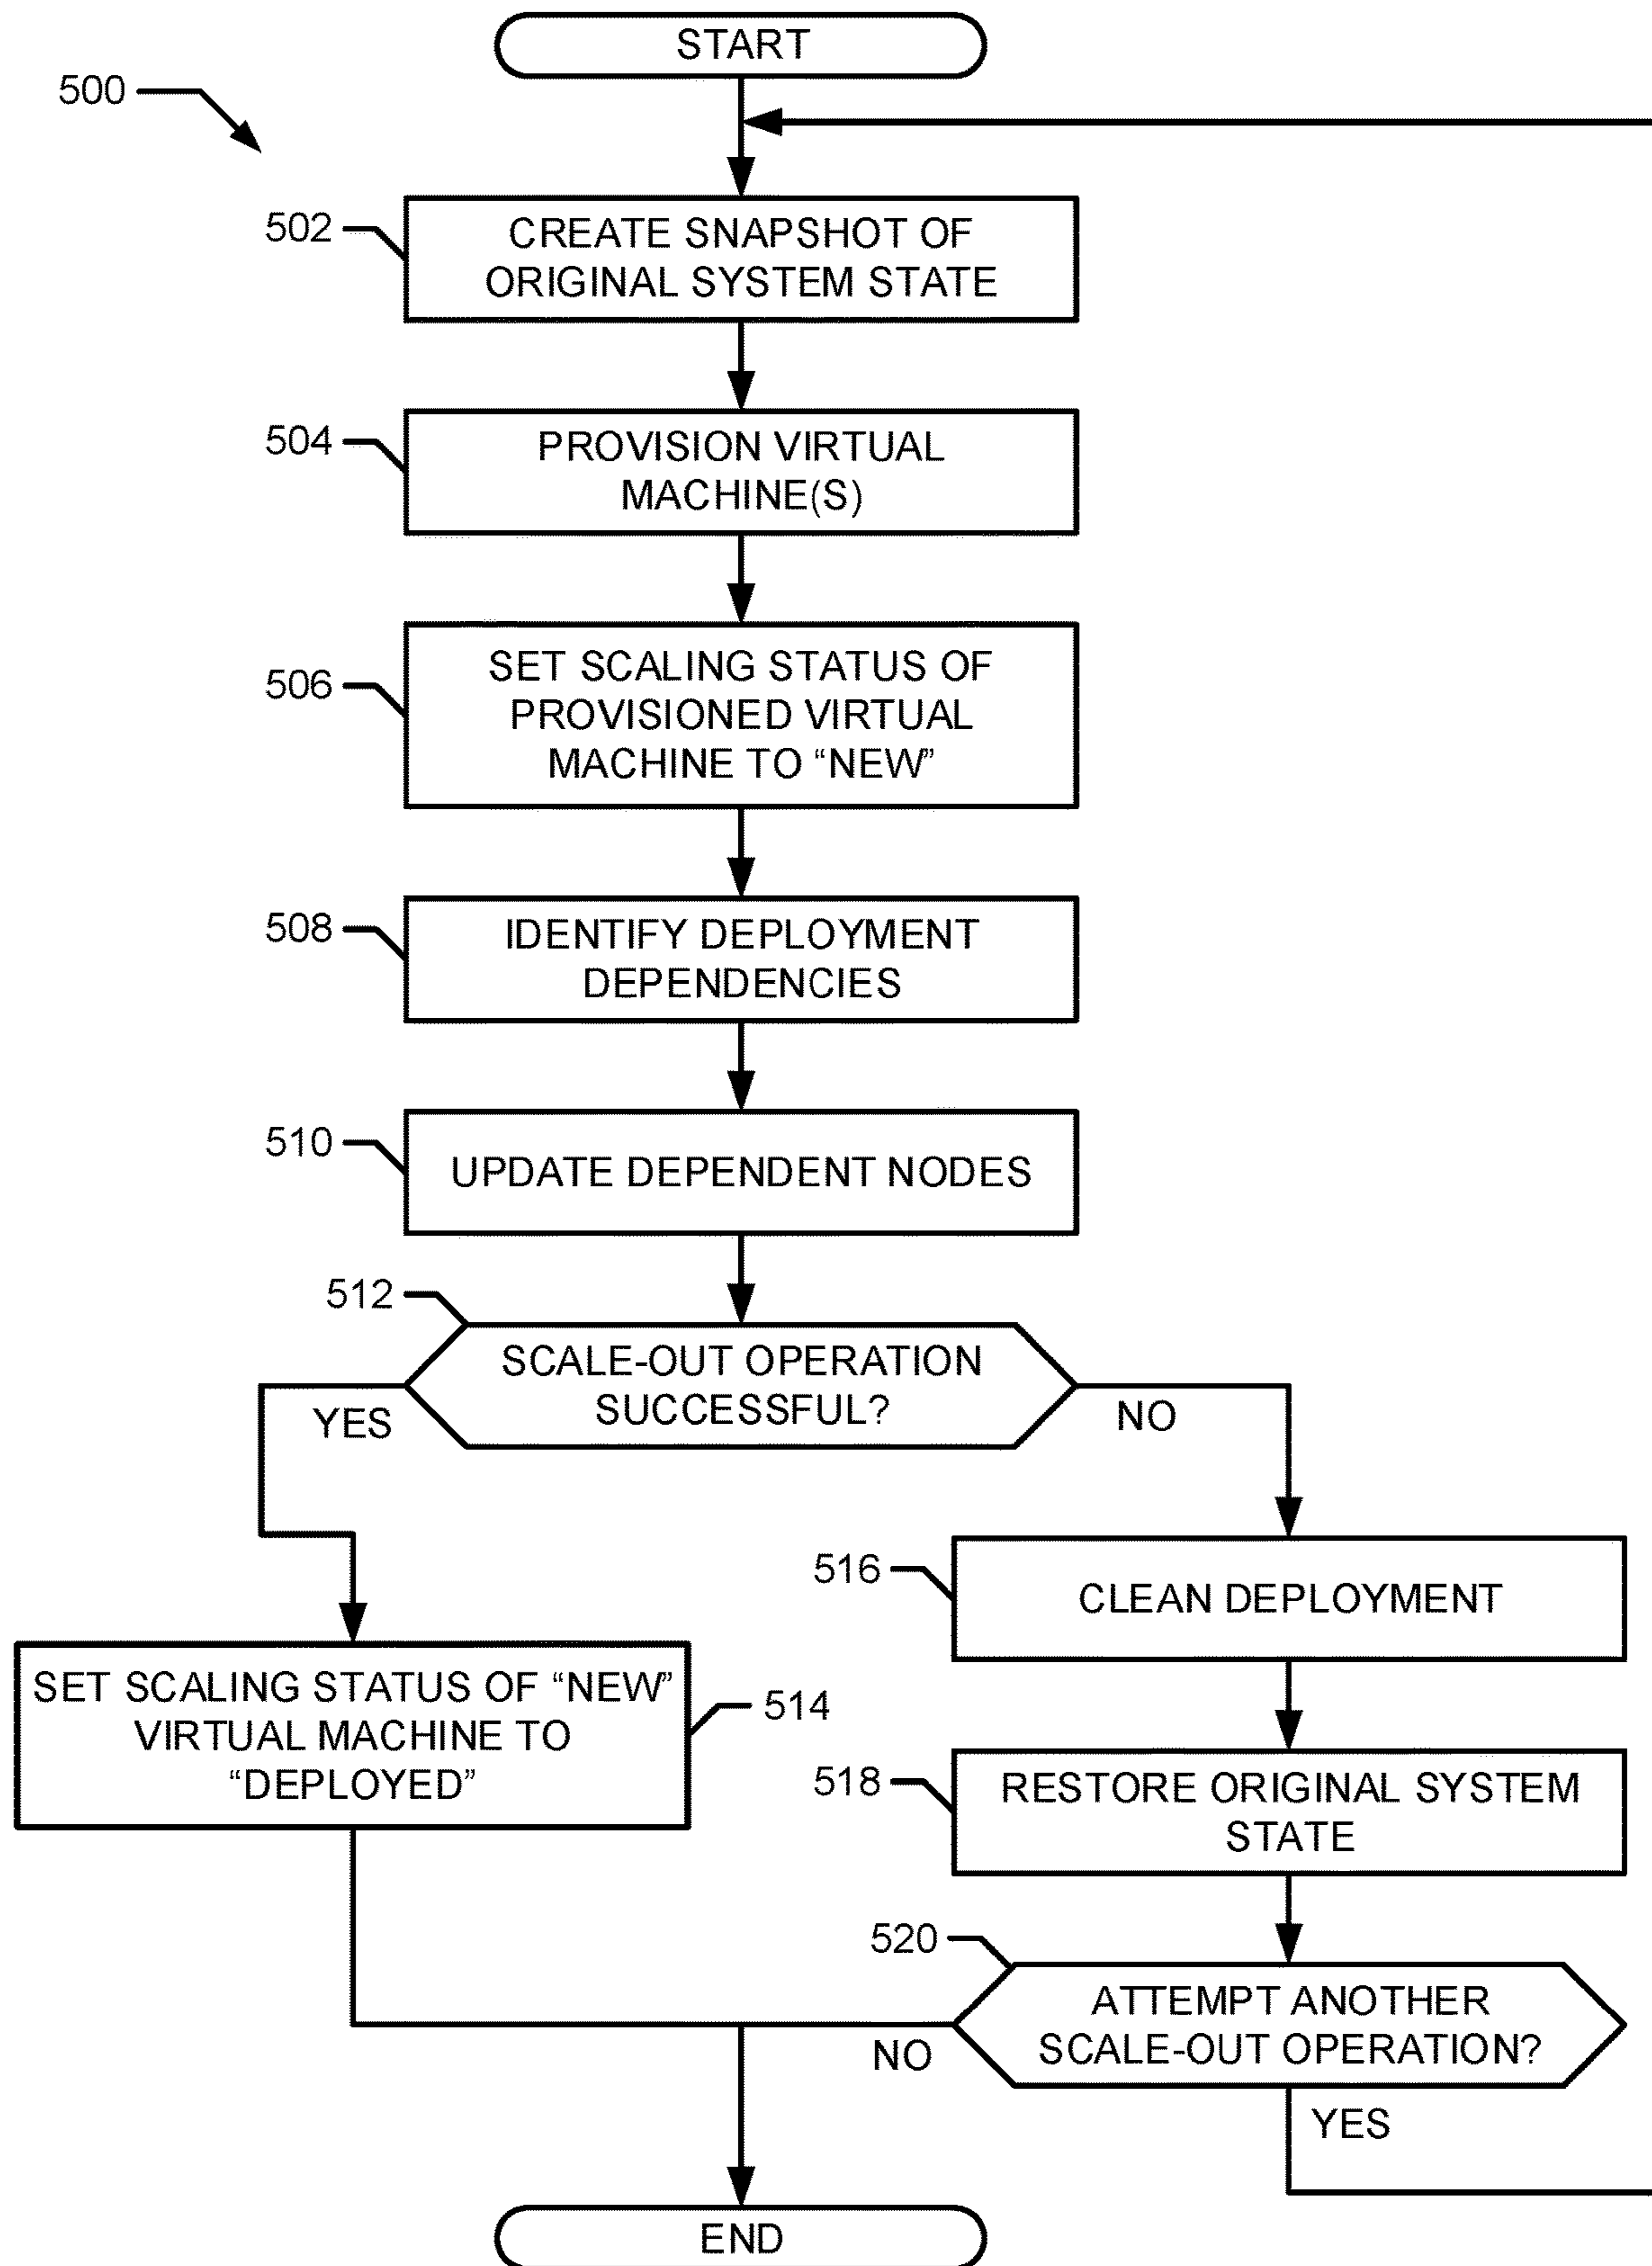 START
500
502
CREATE SNAPSHOT OF
ORIGINAL SYSTEM STATE
504
PROVISION VIRTUAL
MACHINE(S)
506
SET SCALING STATUS OF
PROVISIONED VIRTUAL
MACHINE TO “NEW”
508
IDENTIFY DEPLOYMENT
DEPENDENCIES
510
UPDATE DEPENDENT NODES
512
SCALE-OUT OPERATION
SUCCESSFUL?
YES
NO
516
CLEAN DEPLOYMENT
SET SCALING STATUS OF “NEW”
VIRTUAL MACHINE TO
“DEPLOYED”
514
518
RESTORE ORIGINAL SYSTEM
STATE
520
ATTEMPT ANOTHER
SCALE-OUT OPERATION?
NO
YES
END